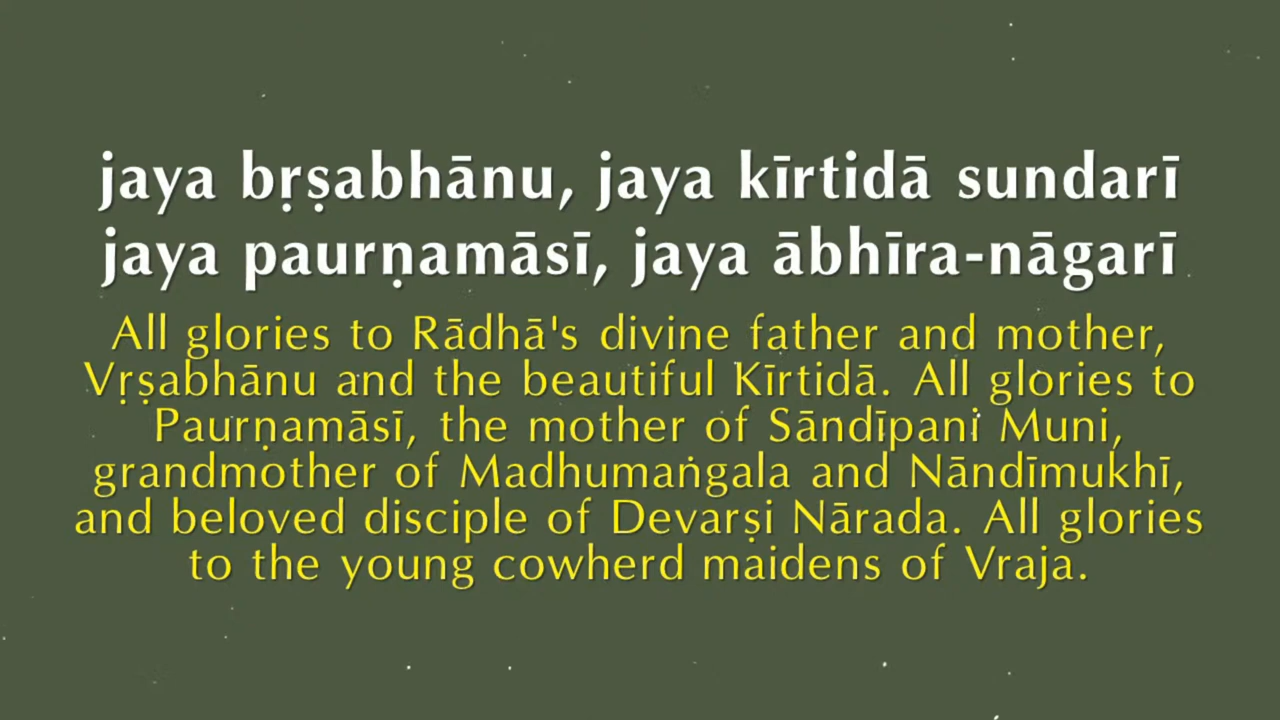 jaya bṛṣabhānu, jaya kīrtidā sundarī
jaya paurṇamāsī, jaya ābhīra-nāgarī
All glories to Rādhā's divine father and mother,
Vṛṣabhānu and the beautiful Kīrtidā. All glories to
Paurṇamāsī, the mother of Sāndīpani Muni,
grandmother of Madhumaṅgala and Nāndīmukhī,
and beloved disciple of Devarṣi Nārada. All glories
to the young cowherd maidens of Vraja.